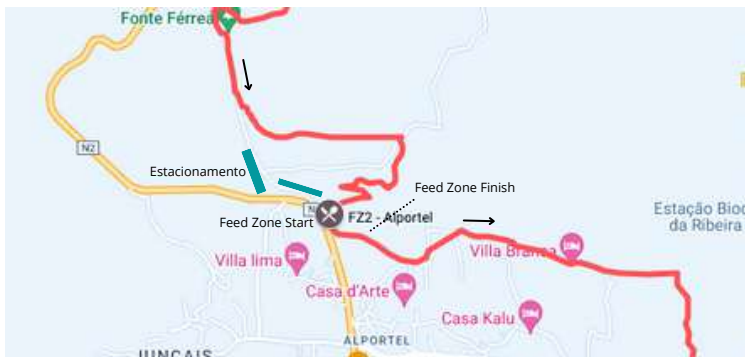 Fonte Férrea
N2
Estacionamento
Feed Zone Finish
Feed Zone Start
FZ2 - Alportel
Estação Biod
da Ribeira
Villa lima
Villa Branca
Casa d'Arte
Casa Kalu
ALPORTEL
JUNCAIS